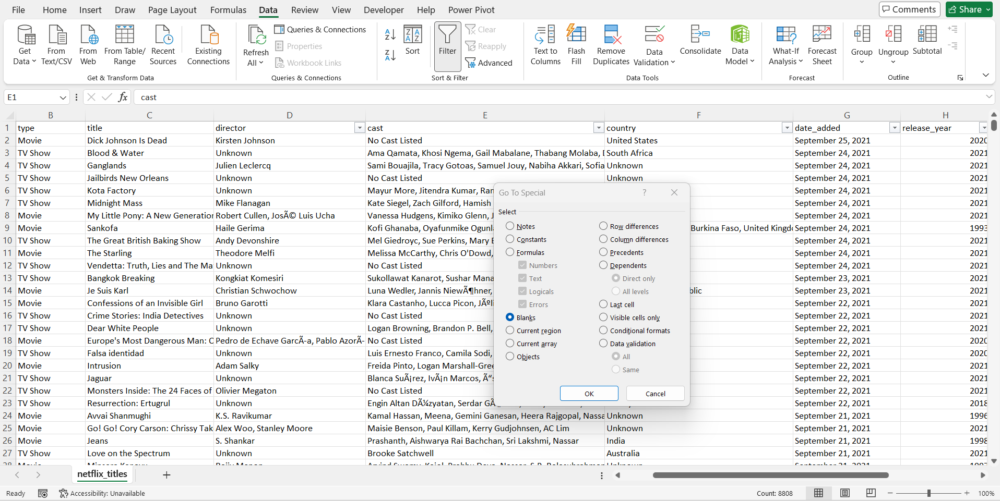 File Home Insert Draw Page Layout Formulas Data Review View Developer Help Power Pivot Comments Share
Get Data From Text/CSV From Web From Table/ Range Recent Sources Existing Connections
Get & Transform Data
Refresh All Queries & Connections
Properties
Workbook Links
Queries & Connections
Sort Filter Clear
Reapply
Advanced
Sort & Filter
Text to Columns Flash Fill Remove Duplicates Data Validation Consolidate Data Model
Data Tools
What-If Analysis Forecast Sheet
Forecast
Group Ungroup Subtotal
Outline
E1 fx cast
B C D E F G H
1 type title director cast country date_added release_year
2 Movie Dick Johnson Is Dead Kirsten Johnson No Cast Listed United States September 25, 2021 2020
3 TV Show Blood & Water Unknown Ama Qamata, Khosi Ngema, Gail Mabalane, Thabang Molaba, South Africa September 24, 2021 2021
4 TV Show Ganglands Julien Leclercq Sami Bouajila, Tracy Gotoas, Samuel Jouy, Nabiha Akkari, Sofia Unknown September 24, 2021 2021
5 TV Show Jailbirds New Orleans Unknown No Cast Listed Unknown September 24, 2021 2021
6 TV Show Kota Factory Unknown Mayur More, Jitendra Kumar, Ran September 24, 2021 2021
7 TV Show Midnight Mass Mike Flanagan Kate Siegel, Zach Gilford, Hamish September 24, 2021 2021
8 Movie My Little Pony: A New Generation Robert Cullen, JosÃ© Luis Ucha Vanessa Hudgens, Kimiko Glenn, J September 24, 2021 2021
9 Movie Sankofa Haile Gerima Kofi Ghanaba, Oyafunmike Ogunl Burkina Faso, United Kingdo September 24, 2021 1993
10 TV Show The Great British Baking Show Andy Devonshire Mel Giedroyc, Sue Perkins, Mary B September 24, 2021 2021
11 Movie The Starling Theodore Melfi Melissa McCarthy, Chris O'Dowd, September 24, 2021 2021
12 TV Show Vendetta: Truth, Lies and The Ma Unknown No Cast Listed September 24, 2021 2021
13 TV Show Bangkok Breaking Kongkiat Komesiri Sukollawat Kanarot, Sushar Mana September 23, 2021 2021
14 Movie Je Suis Karl Christian Schwochow Luna Wedler, Jannis NiewÃ¶hner, blic September 23, 2021 2021
15 Movie Confessions of an Invisible Girl Bruno Garotti Klara Castanho, Lucca Picon, JÃºli September 22, 2021 2021
16 TV Show Crime Stories: India Detectives Unknown No Cast Listed September 22, 2021 2021
17 TV Show Dear White People Unknown Logan Browning, Brandon P. Bell, September 22, 2021 2021
18 Movie Europe's Most Dangerous Man: O Pedro de Echave GarcÃ-a, Pablo AzorÃ- No Cast Listed September 22, 2021 2020
19 TV Show Falsa identidad Unknown Luis Ernesto Franco, Camila Sodi, September 22, 2021 2020
20 Movie Intrusion Adam Salky Freida Pinto, Logan Marshall-Gree September 22, 2021 2021
21 TV Show Jaguar Unknown Blanca SuÃ¡rez, IvÃ¡n Marcos, Ã“s September 22, 2021 2021
22 TV Show Monsters Inside: The 24 Faces of Olivier Megaton No Cast Listed September 22, 2021 2021
23 TV Show Resurrection: Ertugrul Unknown Engin Altan DÃ¼zyatan, Serdar GÃ September 22, 2021 2018
24 Movie Avvai Shanmughi K.S. Ravikumar Kamal Hassan, Meena, Gemini Ganesan, Heera Rajgopal, Nassa Unknown September 21, 2021 1996
25 Movie Go! Go! Cory Carson: Chrissy Tak Alex Woo, Stanley Moore Maisie Benson, Paul Killam, Kerry Gudjohnsen, AC Lim Unknown September 21, 2021 2021
26 Movie Jeans S. Shankar Prashanth, Aishwarya Rai Bachchan, Sri Lakshmi, Nassar India September 21, 2021 1998
27 TV Show Love on the Spectrum Unknown Brooke Satchwell Australia September 21, 2021 2021
Go To Special ?
Select
Notes Row differences
Constants Column differences
Formulas Precedents
Numbers Dependents
Text Direct only
Logicals All levels
Errors Last cell
Blanks Visible cells only
Current region Conditional formats
Current array Data validation
Objects All
Same
OK Cancel
netflix_titles
Ready Accessibility: Unavailable Count: 8808 100%